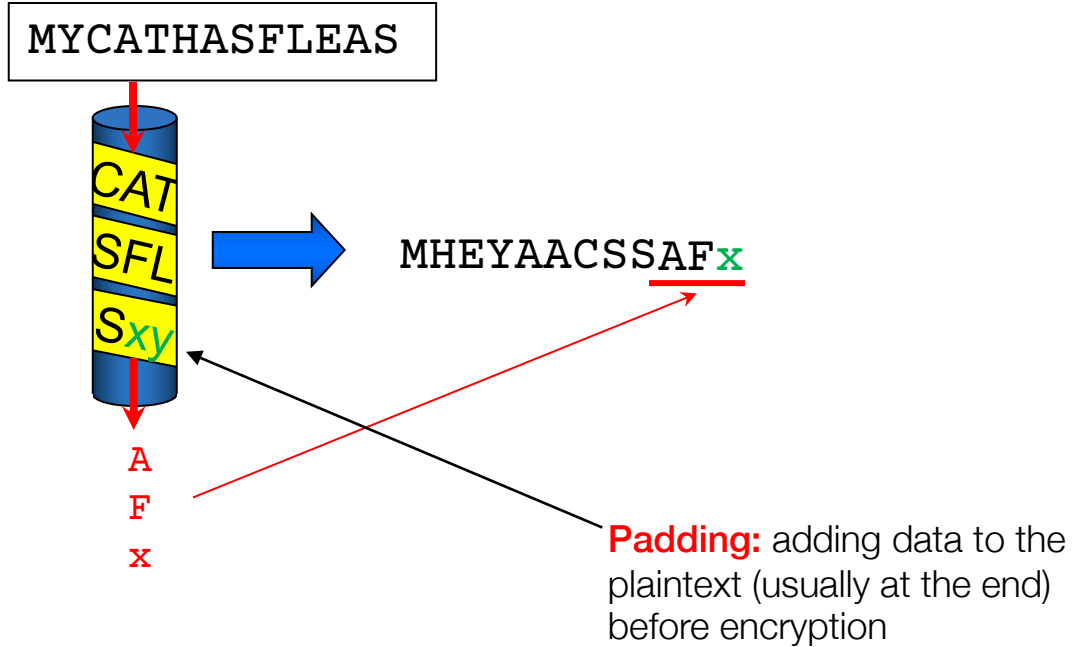 MYCATHASFLEAS
CAT
SFL
Sxy
MHEYAACSSAFx
A
F
x
Padding: adding data to the
plaintext (usually at the end)
before encryption